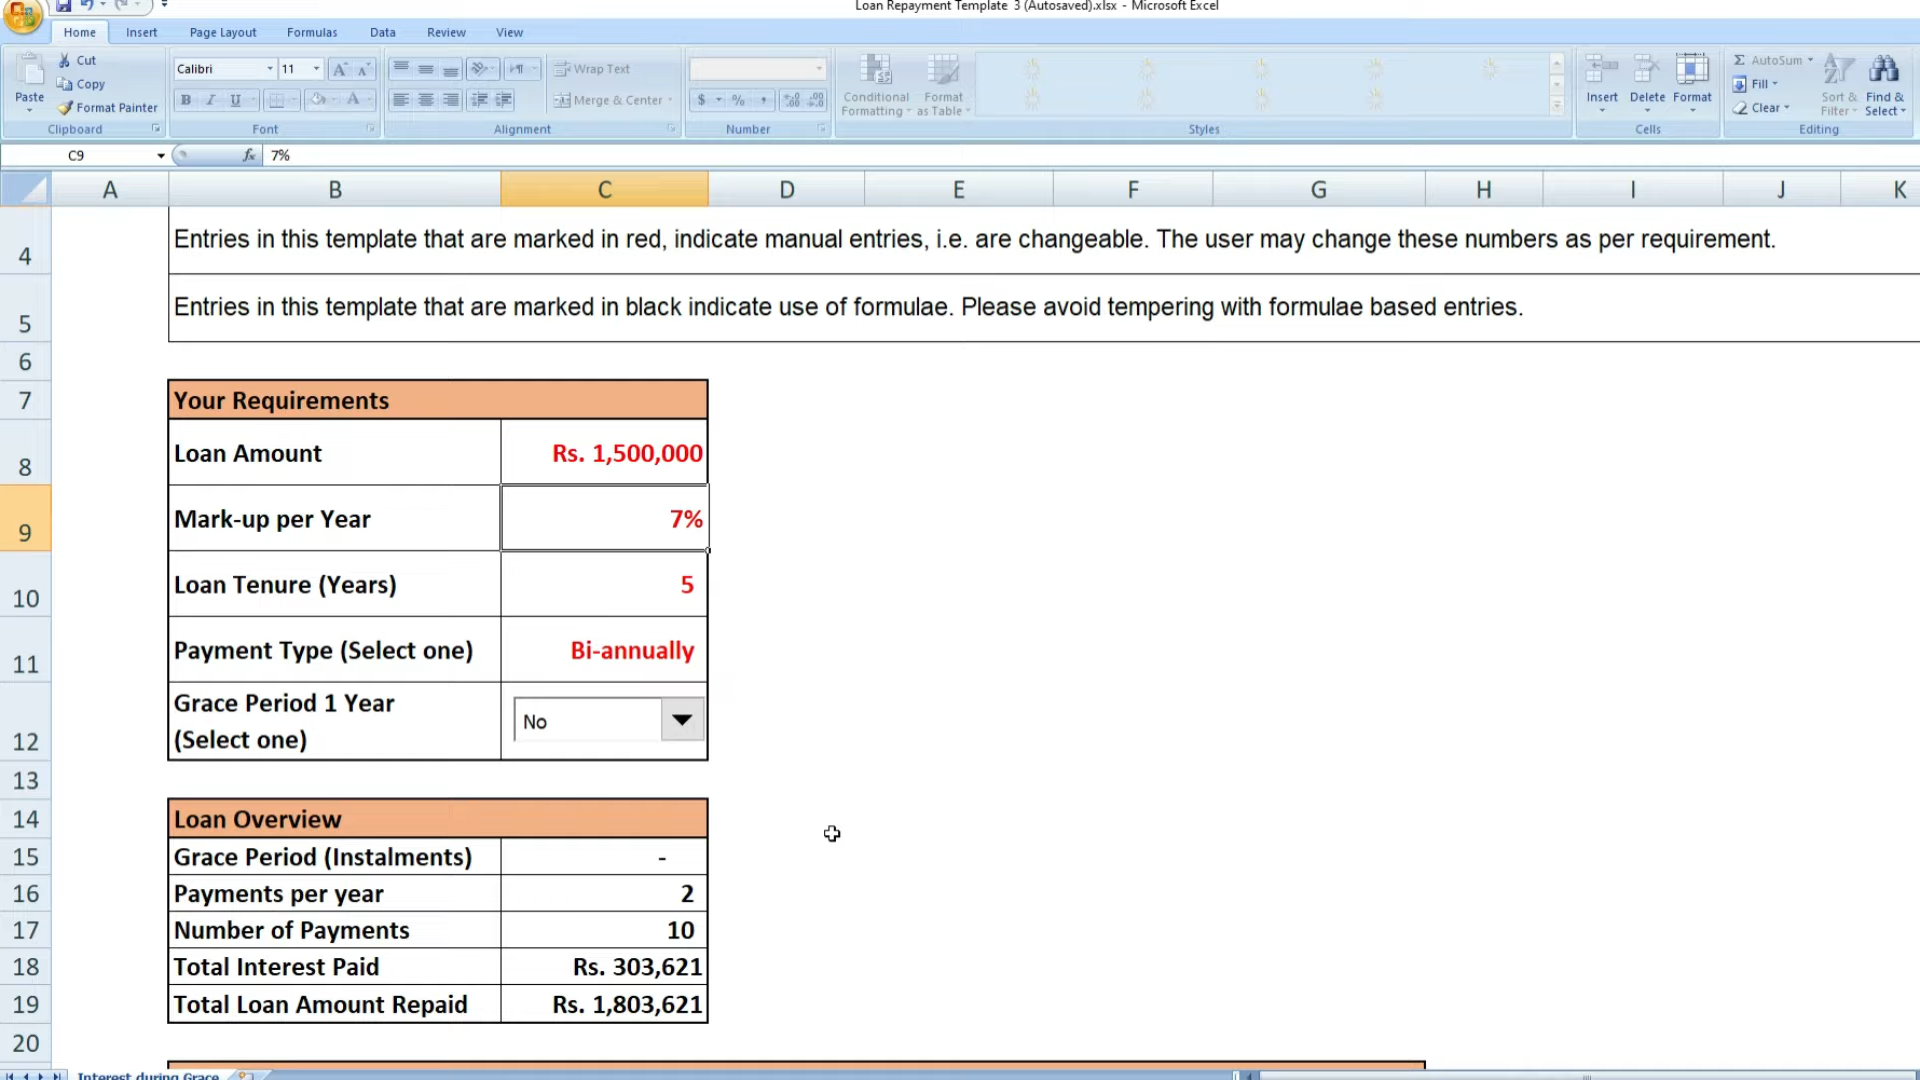 Loan Repayment Template 3 (Autosaved).xlsx - Microsoft Excel
Home Insert Page Layout Formulas Data Review View
Cut
Copy
Format Painter
Paste
Clipboard
Calibri 11
B I U
Font
Wrap Text
Merge & Center
Alignment
$ % ,
Number
Conditional Formatting
Format as Table
Styles
Insert Delete Format
Cells
Σ AutoSum
Fill
Clear
Sort & Filter
Find & Select
Editing
C9 fx 7%
A B C D E F G H I J K
4 Entries in this template that are marked in red, indicate manual entries, i.e. are changeable. The user may change these numbers as per requirement.
5 Entries in this template that are marked in black indicate use of formulae. Please avoid tempering with formulae based entries.
6
7 Your Requirements
8 Loan Amount Rs. 1,500,000
9 Mark-up per Year 7%
10 Loan Tenure (Years) 5
11 Payment Type (Select one) Bi-annually
Grace Period 1 Year
12 (Select one) No
13
14 Loan Overview
15 Grace Period (Instalments) -
16 Payments per year 2
17 Number of Payments 10
18 Total Interest Paid Rs. 303,621
19 Total Loan Amount Repaid Rs. 1,803,621
20
Interest during Grace